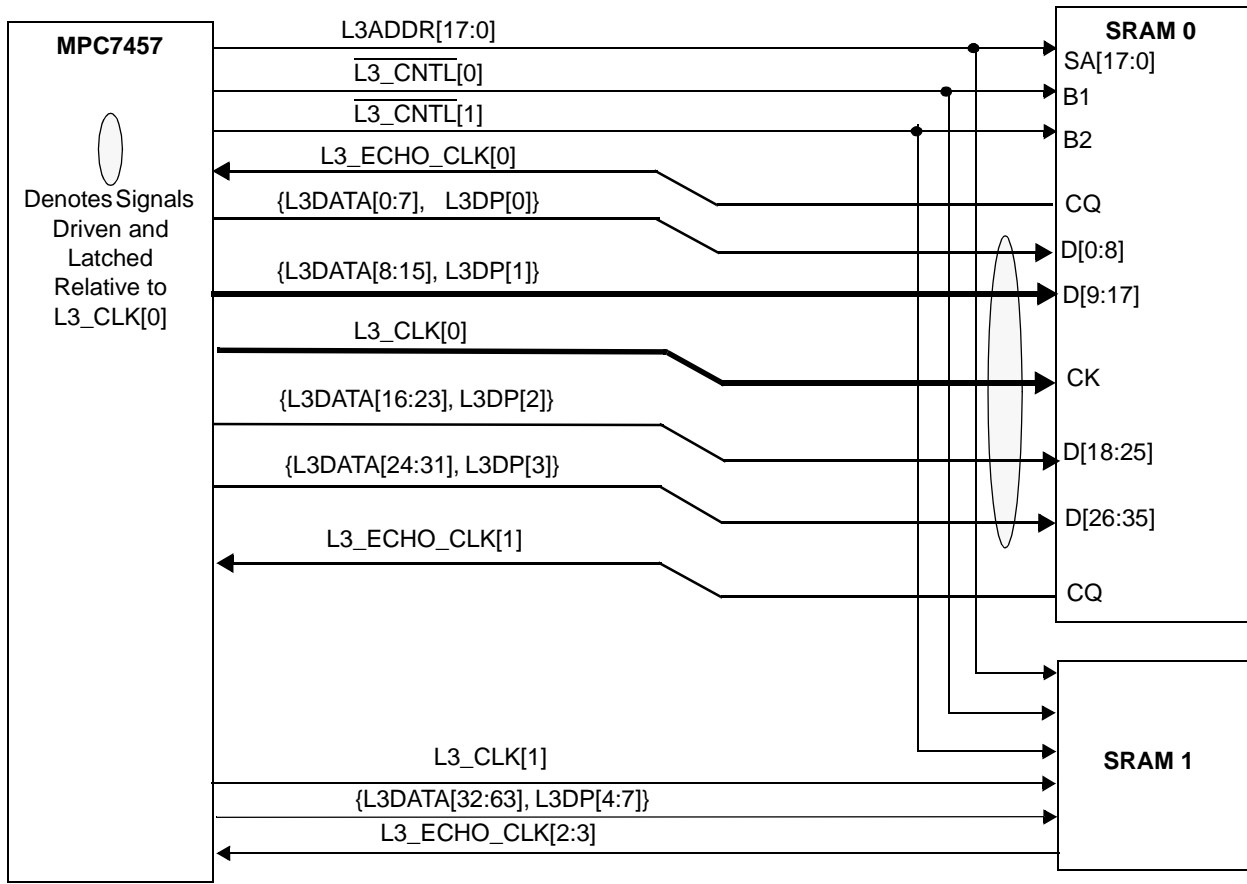 MPC7457
Denotes Signals
Driven and
Latched
Relative to
L3_CLK[0]
L3ADDR[17:0]
L3_CNTL[0]
L3_CNTL[1]
L3_ECHO_CLK[0]
{L3DATA[0:7], L3DP[0]}
{L3DATA[8:15], L3DP[1]}
L3_CLK[0]
{L3DATA[16:23], L3DP[2]}
{L3DATA[24:31], L3DP[3]}
L3_ECHO_CLK[1]
L3_CLK[1]
{L3DATA[32:63], L3DP[4:7]}
L3_ECHO_CLK[2:3]
SRAM 0
SA[17:0]
B1
B2
CQ
D[0:8]
D[9:17]
CK
D[18:25]
D[26:35]
CQ
SRAM 1